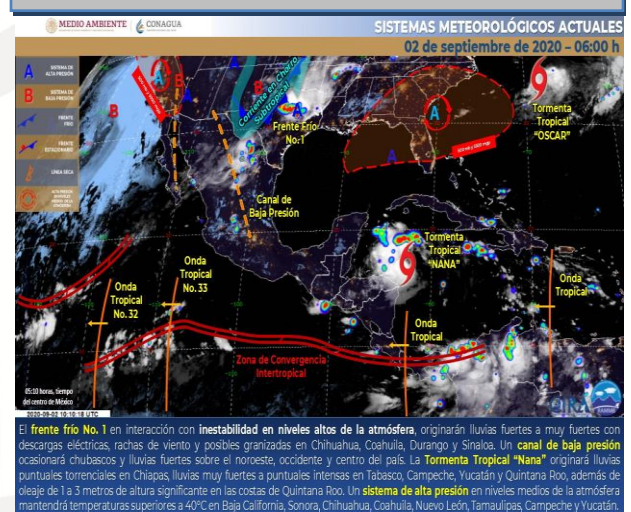 MEDIO AMBIENTE
CONAGUA
SISTEMAS METEOROLÓGICOS ACTUALES
02 de septiembre de 2020 – 06:00 h
A SISTEMA DE
ALTA PRESIÓN
B SISTEMA DE
BAJA PRESIÓN
FRENTE
FRÍO
FRENTE
ESTACIONARIO
LINEA SECA
Corriente en Chorro
Subtropical
Frente Frío
No. 1
Tormenta
Tropical
"OSCAR"
Canal de
Baja Presión
Tormenta
Tropical
"NANA"
Onda
Tropical
No. 32
Onda
Tropical
No. 33
Onda
Tropical
Onda
Tropical
Zona de Convergencia
Intertropical
05:10 horas, tiempo
del centro de México
2020-09-02 10:10:18 UTC
CIRA
El frente frío No. 1 en interacción con inestabilidad en niveles altos de la atmósfera, originarán lluvias fuertes a muy fuertes con
descargas eléctricas, rachas de viento y posibles granizadas en Chihuahua, Coahuila, Durango y Sinaloa. Un canal de baja presión
ocasionará chubascos y lluvias fuertes sobre el noroeste, occidente y centro del país. La Tormenta Tropical "Nana" originará lluvias
puntuales torrenciales en Chiapas, lluvias muy fuertes a puntuales intensas en Tabasco, Campeche, Yucatán y Quintana Roo, además de
oleaje de 1 a 3 metros de altura significante en las costas de Quintana Roo. Un sistema de alta presión en niveles medios de la atmósfera
mantendrá temperaturas superiores a 40°C en Baja California, Sonora, Chihuahua, Coahuila, Nuevo León, Tamaulipas, Campeche y Yucatán.